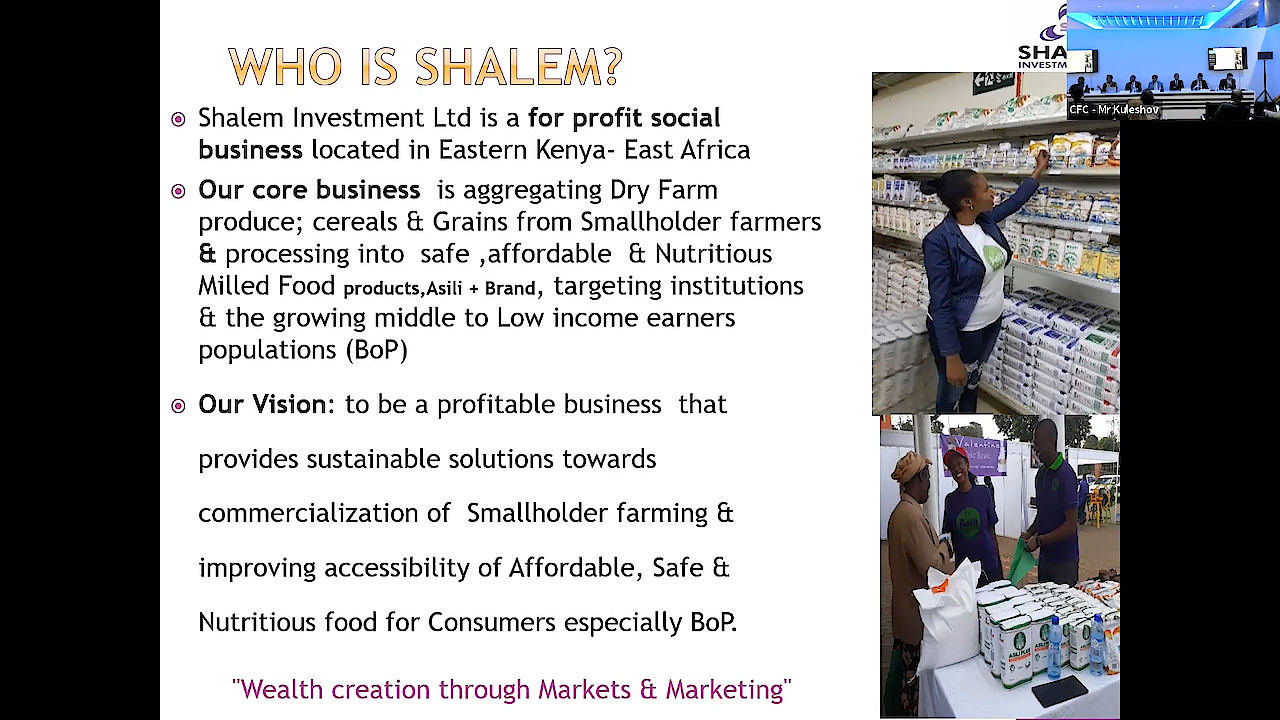 WHO IS SHALEM?
SHA
INVESTM
CFC - Mr Kuleshov
Shalem Investment Ltd is a for profit social
business located in Eastern Kenya- East Africa
Our core business is aggregating Dry Farm
produce; cereals & Grains from Smallholder farmers
& processing into safe ,affordable & Nutritious
Milled Food products,Asili + Brand, targeting institutions
& the growing middle to Low income earners
populations (BoP)
Our Vision: to be a profitable business that
provides sustainable solutions towards
commercialization of Smallholder farming &
improving accessibility of Affordable, Safe &
Nutritious food for Consumers especially BoP.
"Wealth creation through Markets & Marketing"
Valentine
Asili
ASILI PLUS